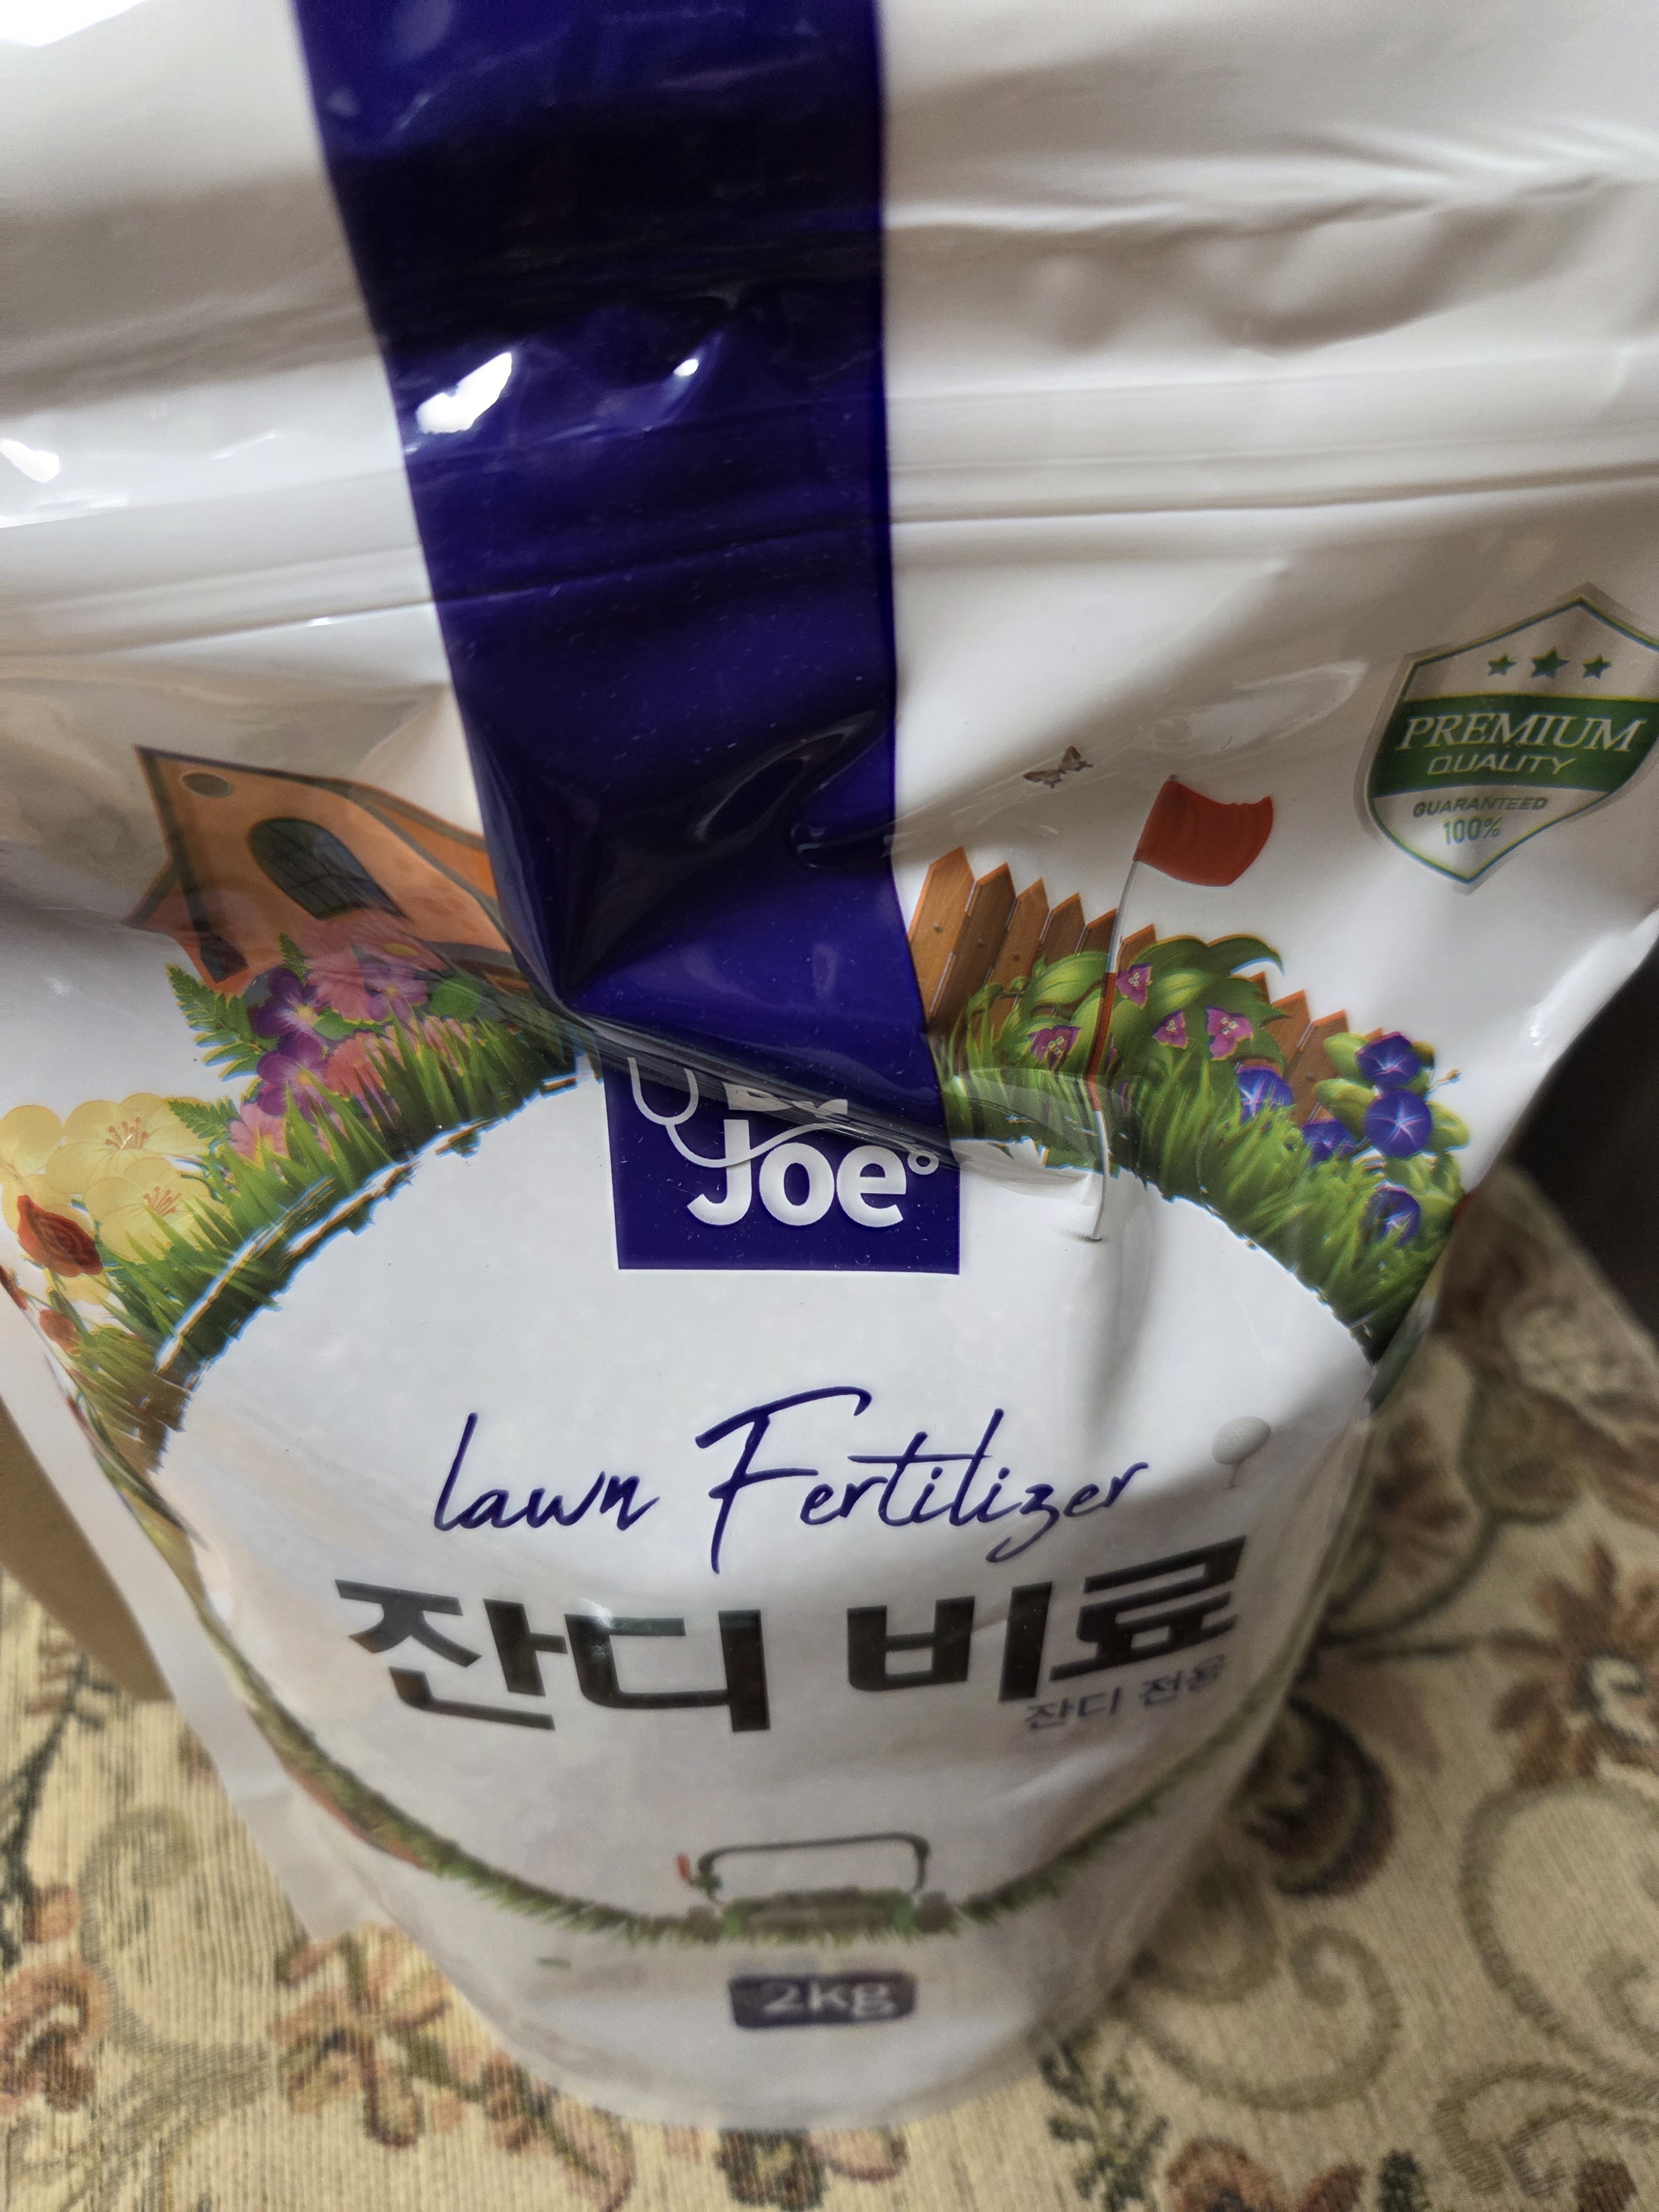 PREMIUM
QUALITY
GUARANTEED
100%
Joe
lawn Fertilizer
잔디 비료
잔디 전용
2kg